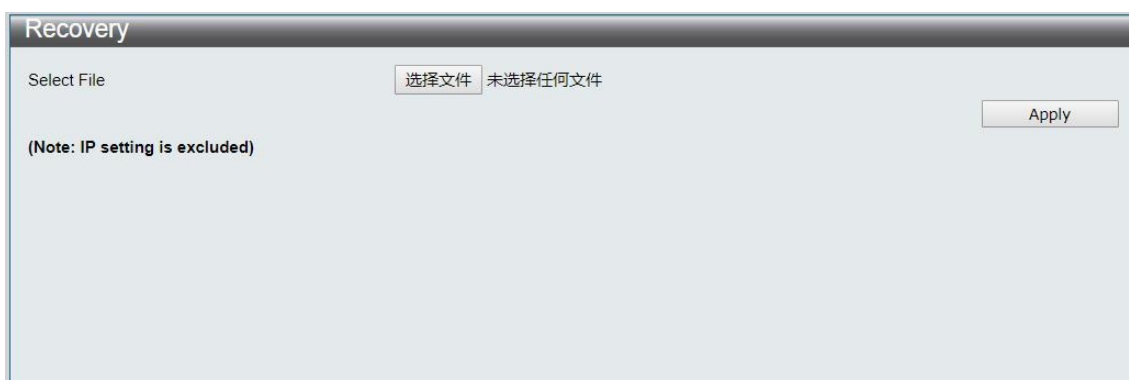 Recovery
Select File 选择文件 未选择任何文件
Apply
(Note: IP setting is excluded)